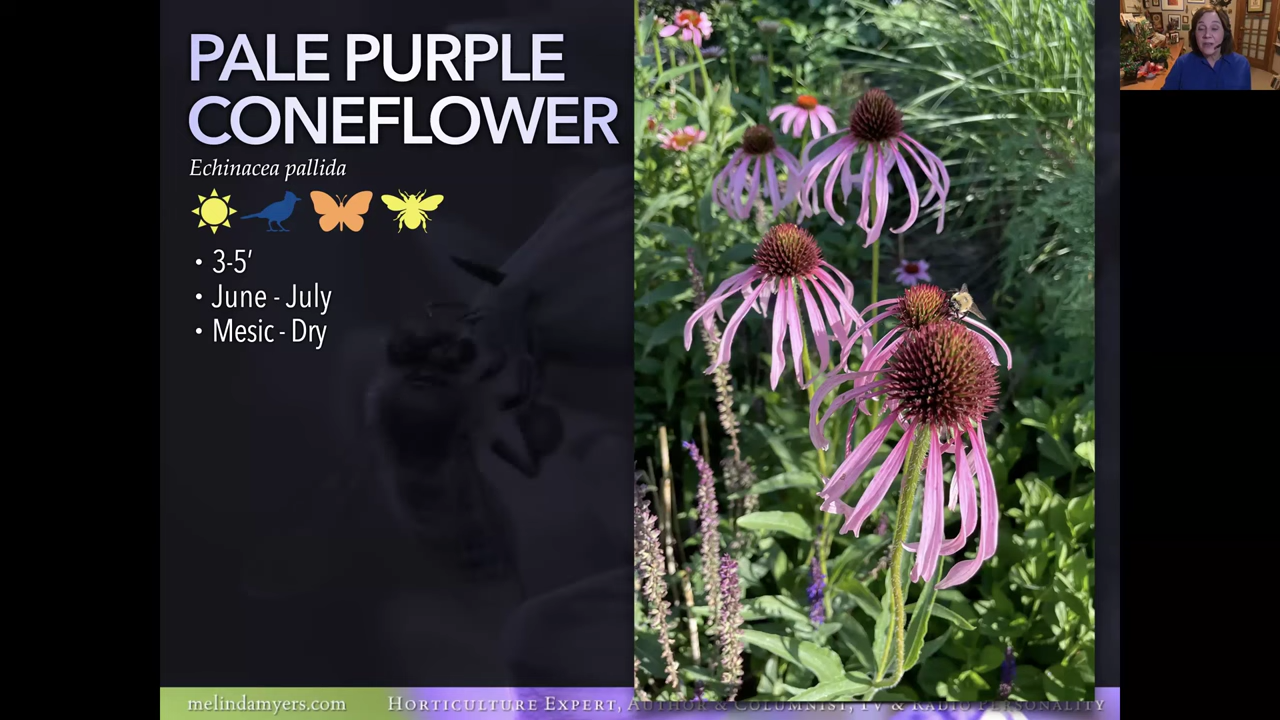 PALE PURPLE
CONEFLOWER
Echinacea pallida
• 3-5'
• June - July
• Mesic - Dry
melindamyers.com
Horticulture Expert, Author & Columnist, TV & Radio Personality